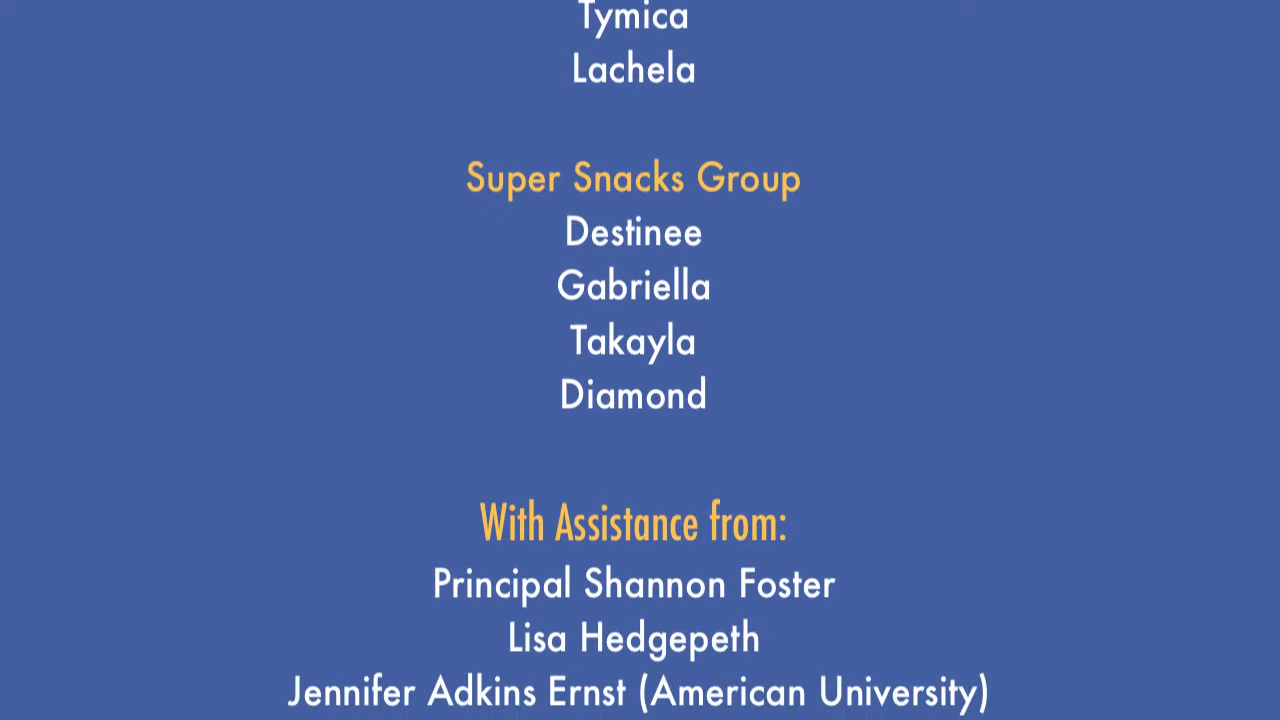 Tymica
Lachela
Super Snacks Group
Destinee
Gabriella
Takayla
Diamond
With Assistance from:
Principal Shannon Foster
Lisa Hedgepeth
Jennifer Adkins Ernst (American University)